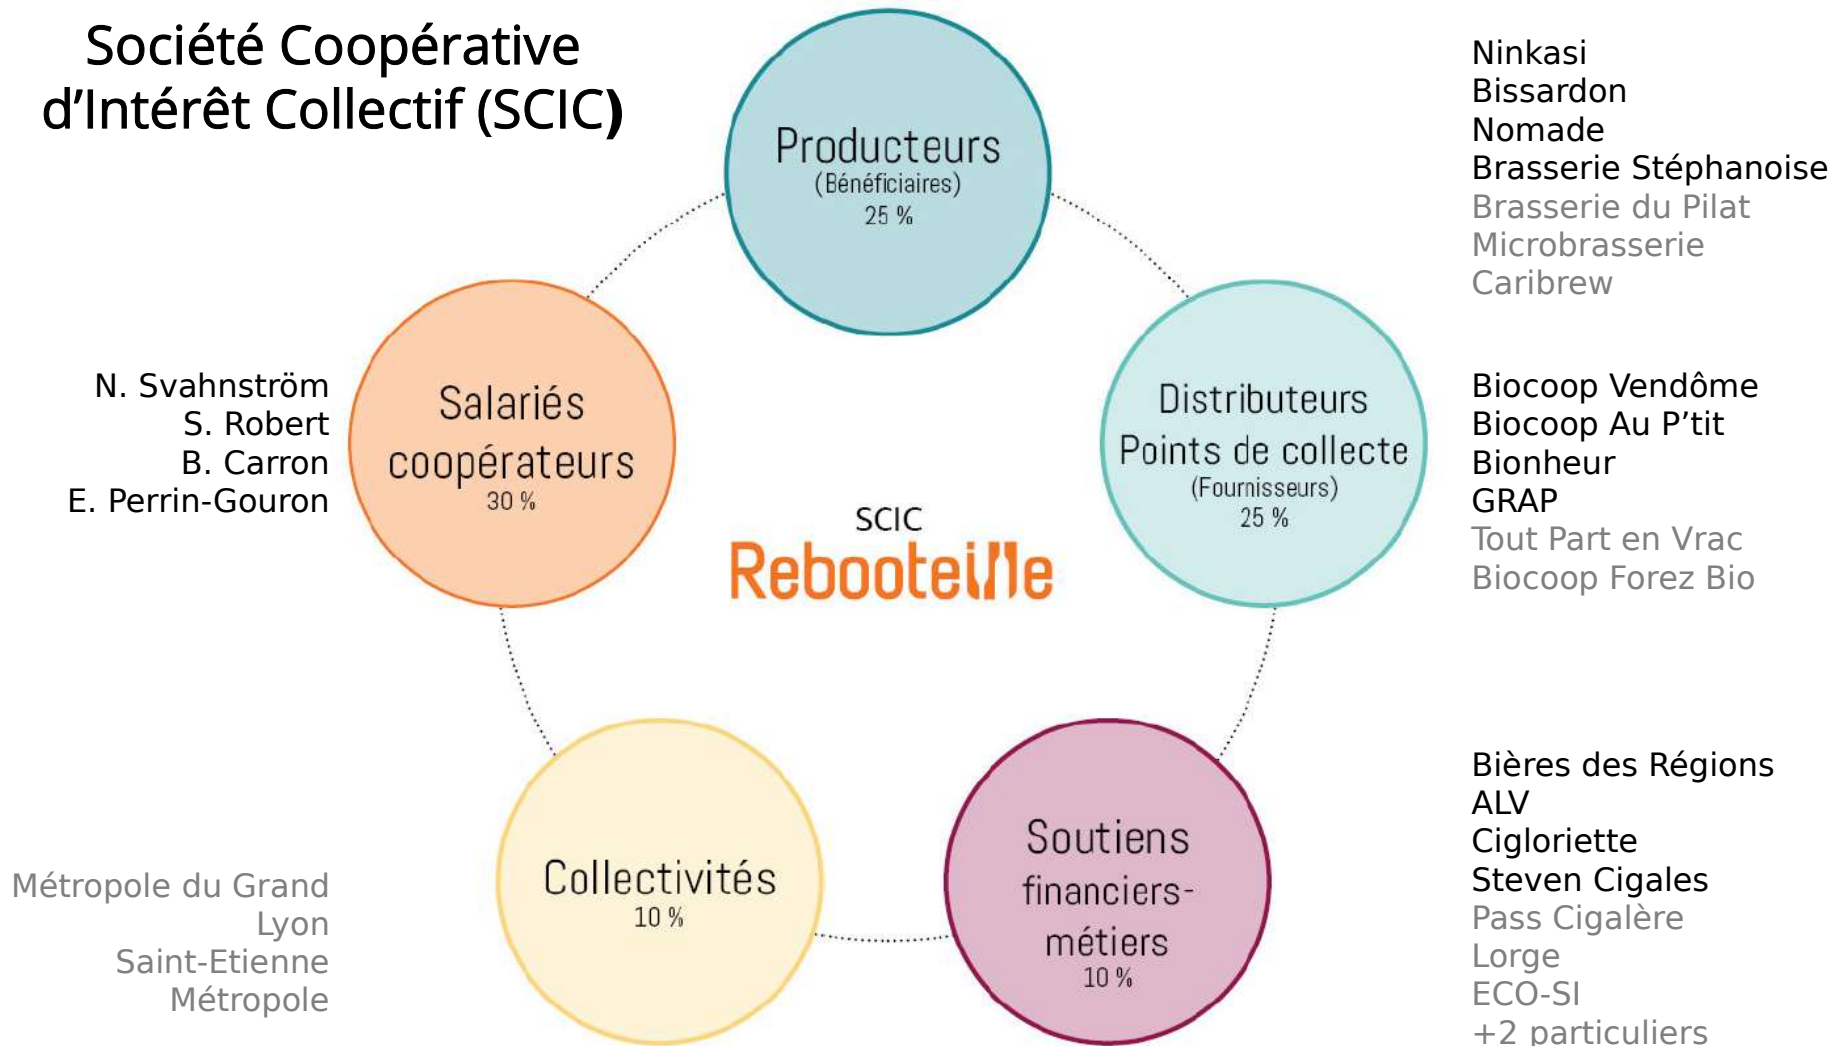 Société Coopérative
d’Intérêt Collectif (SCIC)
Producteurs
(Bénéficiaires)
25 %
Ninkasi
Bissardon
Nomade
Brasserie Stéphanoise
Brasserie du Pilat
Microbrasserie
Caribrew
N. Svahnström
S. Robert
B. Carron
E. Perrin-Gouron
Salariés
coopérateurs
30 %
SCIC
Rebooteille
Distributeurs
Points de collecte
(Fournisseurs)
25 %
Biocoop Vendôme
Biocoop Au P’tit
Bionheur
GRAP
Tout Part en Vrac
Biocoop Forez Bio
Métropole du Grand
Lyon
Saint-Etienne
Métropole
Collectivités
10 %
Soutiens
financiers-
métiers
10 %
Bières des Régions
ALV
Cigloriette
Steven Cigales
Pass Cigalère
Lorge
ECO-SI
+2 particuliers